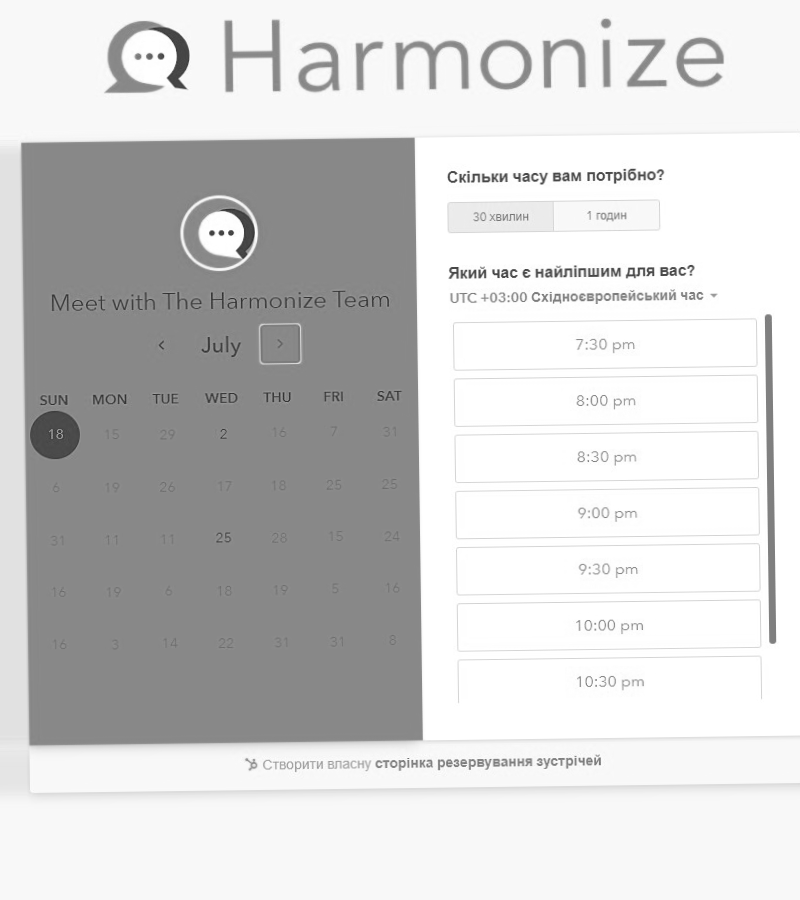 Harmonize
Meet with The Harmonize Team
July
SUN MON TUE WED THU FRI SAT
18 15 29 2 16 7 31
6 19 26 17 18 25 25
31 11 11 25 28 15 24
16 19 6 18 19 5 16
16 3 14 22 31 31 8
Скільки часу вам потрібно?
30 хвилин 1 годин
Який час є найліпшим для вас?
UTC +03:00 Східноєвропейський час
7:30 pm
8:00 pm
8:30 pm
9:00 pm
9:30 pm
10:00 pm
10:30 pm
Створити власну сторінка резервування зустрічей